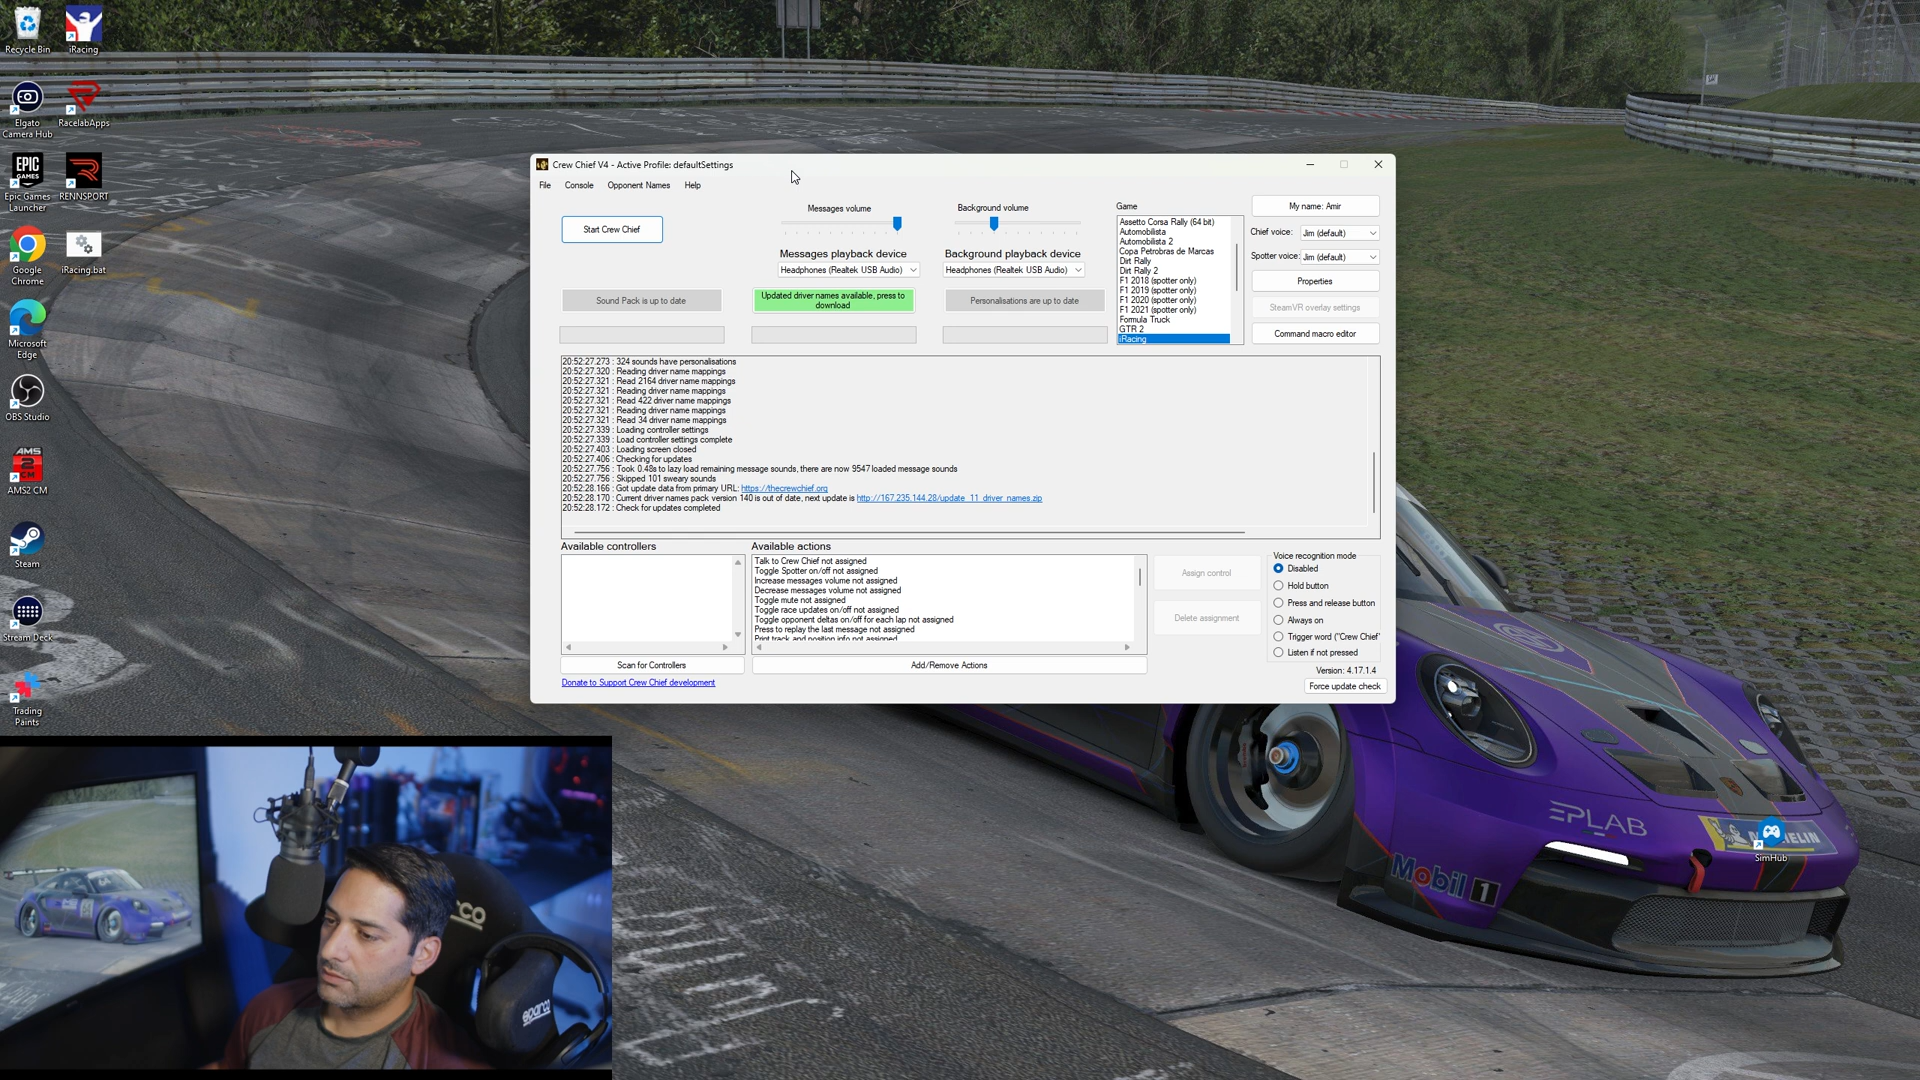 Recycle Bin
iRacing
Elgato
Camera Hub
RacelabApps
EPIC
GAMES
Epic Games
Launcher
RENNSPORT
Google
Chrome
iRacing.bat
Microsoft
Edge
OBS Studio
AMS
2
CM
AMS2 CM
Steam
Stream Deck
Trading
Paints
Crew Chief V4 - Active Profile: defaultSettings
File Console Opponent Names Help
Start Crew Chief
Messages volume
Background volume
Messages playback device
Background playback device
Headphones (Realtek USB Audio)
Headphones (Realtek USB Audio)
Sound Pack is up to date
Updated driver names available, press to
download
Personalisations are up to date
Game
Assetto Corsa Rally (64 bit)
Automobilista
Automobilista 2
Copa Petrobras de Marcas
Dirt Rally
Dirt Rally 2
F1 2018 (spotter only)
F1 2019 (spotter only)
F1 2020 (spotter only)
F1 2021 (spotter only)
Formula Truck
GTR 2
iRacing
My name: Amir
Chief voice: Jim (default)
Spotter voice: Jim (default)
Properties
SteamVR overlay settings
Command macro editor
20:52:27.273 : 324 sounds have personalisations
20:52:27.320 : Reading driver name mappings
20:52:27.321 : Read 2164 driver name mappings
20:52:27.321 : Reading driver name mappings
20:52:27.321 : Read 422 driver name mappings
20:52:27.321 : Reading driver name mappings
20:52:27.321 : Read 34 driver name mappings
20:52:27.339 : Loading controller settings
20:52:27.339 : Load controller settings complete
20:52:27.403 : Loading screen closed
20:52:27.406 : Checking for updates
20:52:27.756 : Took 0.48s to lazy load remaining message sounds, there are now 9547 loaded message sounds
20:52:27.756 : Skipped 101 sweary sounds
20:52:28.166 : Got update data from primary URL: https://thecrewchief.org
20:52:28.170 : Current driver names pack version 140 is out of date, next update is http://167.235.144.28/update_11_driver_names.zip
20:52:28.172 : Check for updates completed
Available controllers
Available actions
Talk to Crew Chief not assigned
Toggle Spotter on/off not assigned
Increase messages volume not assigned
Decrease messages volume not assigned
Toggle mute not assigned
Toggle race updates on/off not assigned
Toggle opponent deltas on/off for each lap not assigned
Press to replay the last message not assigned
Print track and position info not assigned
Assign control
Delete assignment
Voice recognition mode
Disabled
Hold button
Press and release button
Always on
Trigger word ("Crew Chief"
Listen if not pressed
Scan for Controllers
Add/Remove Actions
Version: 4.17.1.4
Force update check
Donate to Support Crew Chief development
EPLAB
Mobil 1
SimHub
sparco